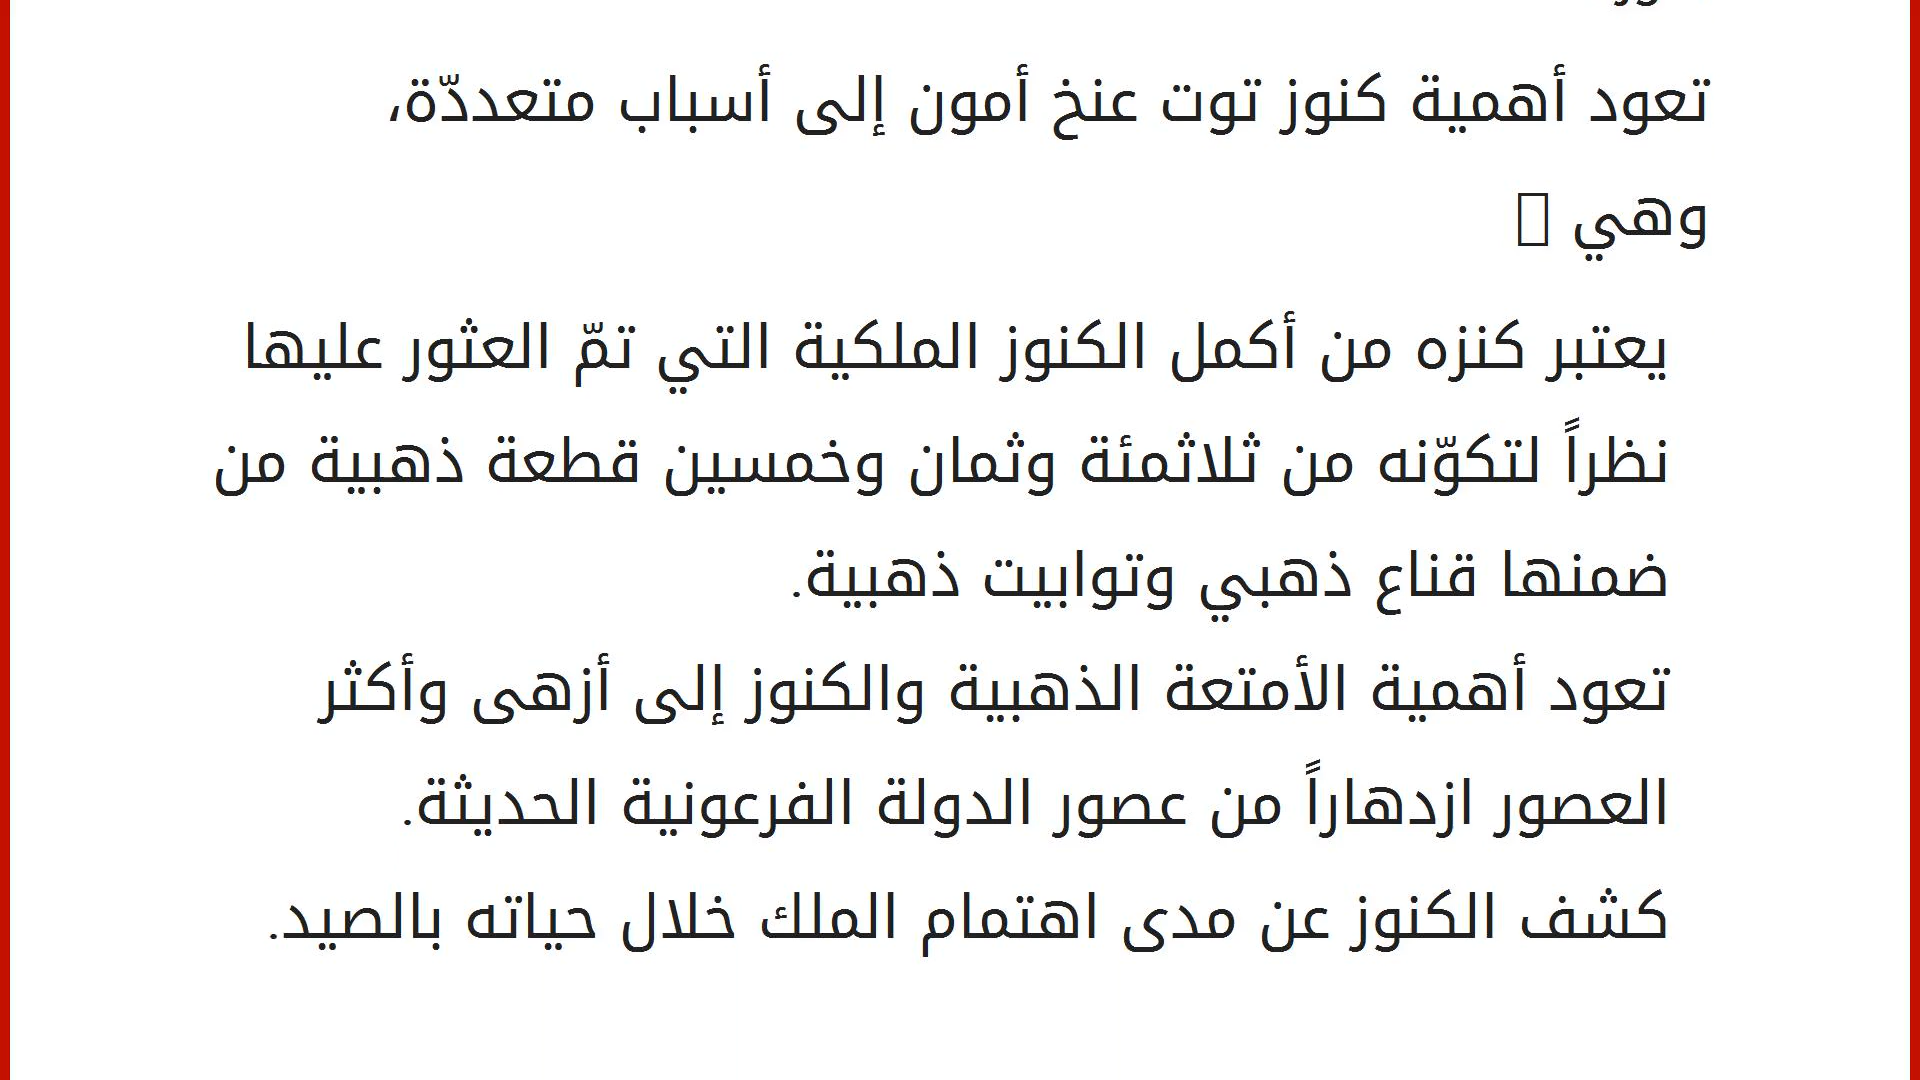 تعود أهمية كنوز توت عنخ أمون إلى أسباب متعددّة،
وهي
يعتبر كنزه من أكمل الكنوز الملكية التي تمّ العثور عليها
نظراً لتكوّنه من ثلاثمئة وثمان وخمسين قطعة ذهبية من
ضمنها قناع ذهبي وتوابيت ذهبية.
تعود أهمية الأمتعة الذهبية والكنوز إلى أزهى وأكثر
العصور ازدهاراً من عصور الدولة الفرعونية الحديثة.
كشف الكنوز عن مدى اهتمام الملك خلال حياته بالصيد.